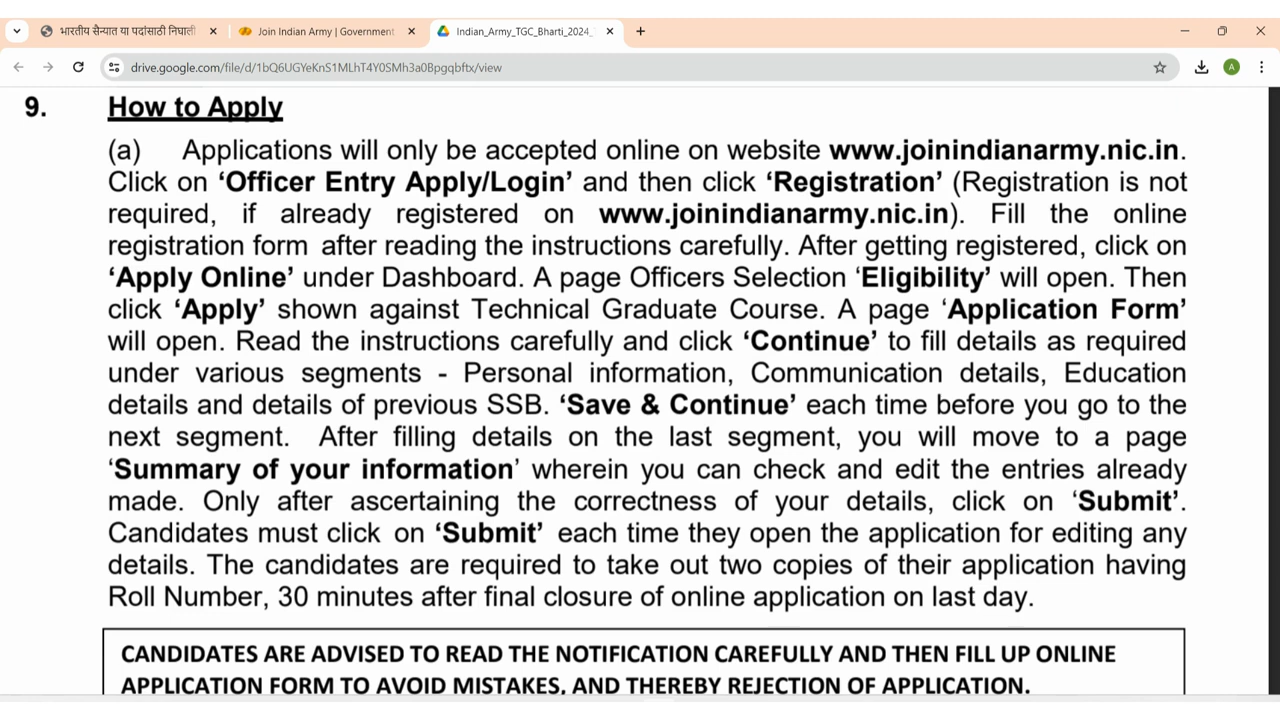 भारतीय सैन्यात या पदांसाठी निघाली
Join Indian Army | Government
Indian_Army_TGC_Bharti_2024_
drive.google.com/file/d/1bQ6UGYeKnS1MLhT4Y0SMh3a0Bpgqbftx/view
A
9. How to Apply
(a) Applications will only be accepted online on website www.joinindianarmy.nic.in.
Click on ‘Officer Entry Apply/Login’ and then click ‘Registration’ (Registration is not
required, if already registered on www.joinindianarmy.nic.in). Fill the online
registration form after reading the instructions carefully. After getting registered, click on
‘Apply Online’ under Dashboard. A page Officers Selection ‘Eligibility’ will open. Then
click ‘Apply’ shown against Technical Graduate Course. A page ‘Application Form’
will open. Read the instructions carefully and click ‘Continue’ to fill details as required
under various segments - Personal information, Communication details, Education
details and details of previous SSB. ‘Save & Continue’ each time before you go to the
next segment. After filling details on the last segment, you will move to a page
‘Summary of your information’ wherein you can check and edit the entries already
made. Only after ascertaining the correctness of your details, click on ‘Submit’.
Candidates must click on ‘Submit’ each time they open the application for editing any
details. The candidates are required to take out two copies of their application having
Roll Number, 30 minutes after final closure of online application on last day.
CANDIDATES ARE ADVISED TO READ THE NOTIFICATION CAREFULLY AND THEN FILL UP ONLINE
APPLICATION FORM TO AVOID MISTAKES, AND THEREBY REJECTION OF APPLICATION.